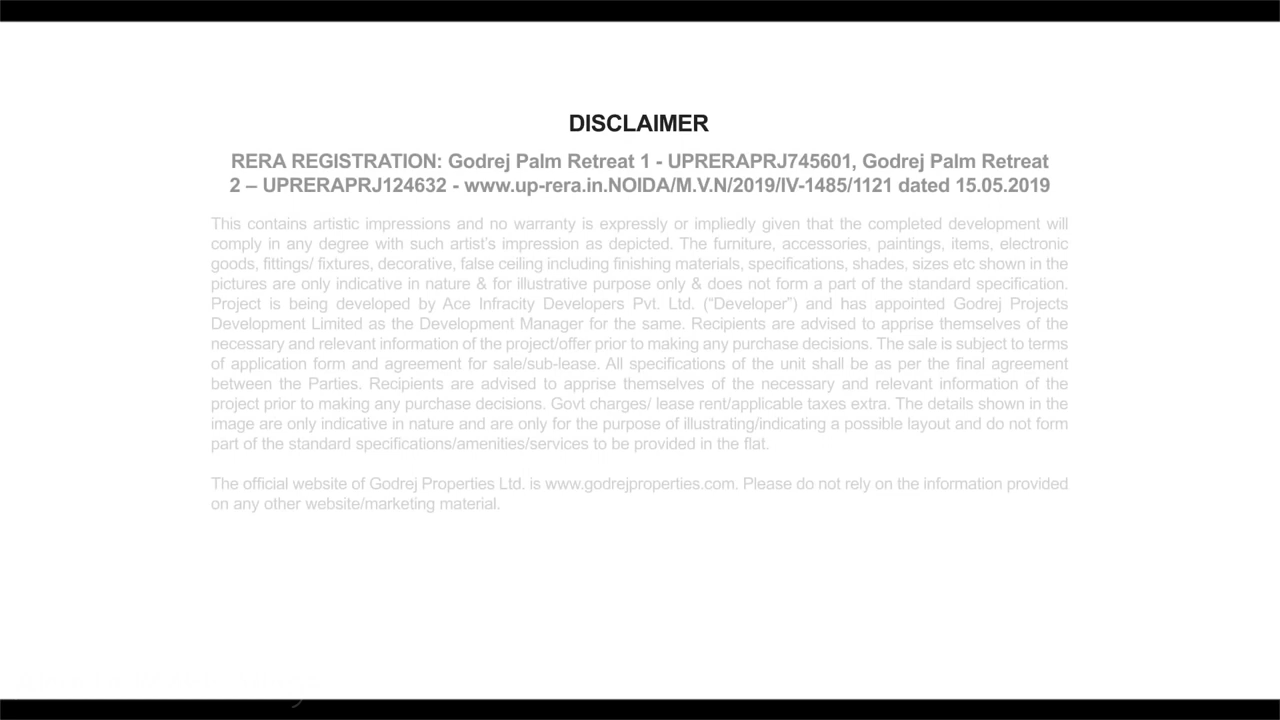 DISCLAIMER
RERA REGISTRATION: Godrej Palm Retreat 1 - UPRERAPRJ745601, Godrej Palm Retreat
2 – UPRERAPRJ124632 - www.up-rera.in.NOIDA/M.V.N/2019/IV-1485/1121 dated 15.05.2019
This contains artistic impressions and no warranty is expressly or impliedly given that the completed development will
comply in any degree with such artist's impression as depicted. The furniture, accessories, paintings, items, electronic
goods, fittings/ fixtures, decorative, false ceiling including finishing materials, specifications, shades, sizes etc shown in the
pictures are only indicative in nature & for illustrative purpose only & does not form a part of the standard specification.
Project is being developed by Ace Infracity Developers Pvt. Ltd. (“Developer”) and has appointed Godrej Projects
Development Limited as the Development Manager for the same. Recipients are advised to apprise themselves of the
necessary and relevant information of the project/offer prior to making any purchase decisions. The sale is subject to terms
of application form and agreement for sale/sub-lease. All specifications of the unit shall be as per the final agreement
between the Parties. Recipients are advised to apprise themselves of the necessary and relevant information of the
project prior to making any purchase decisions. Govt charges/ lease rent/applicable taxes extra. The details shown in the
image are only indicative in nature and are only for the purpose of illustrating/indicating a possible layout and do not form
part of the standard specifications/amenities/services to be provided in the flat.
The official website of Godrej Properties Ltd. is www.godrejproperties.com. Please do not rely on the information provided
on any other website/marketing material.